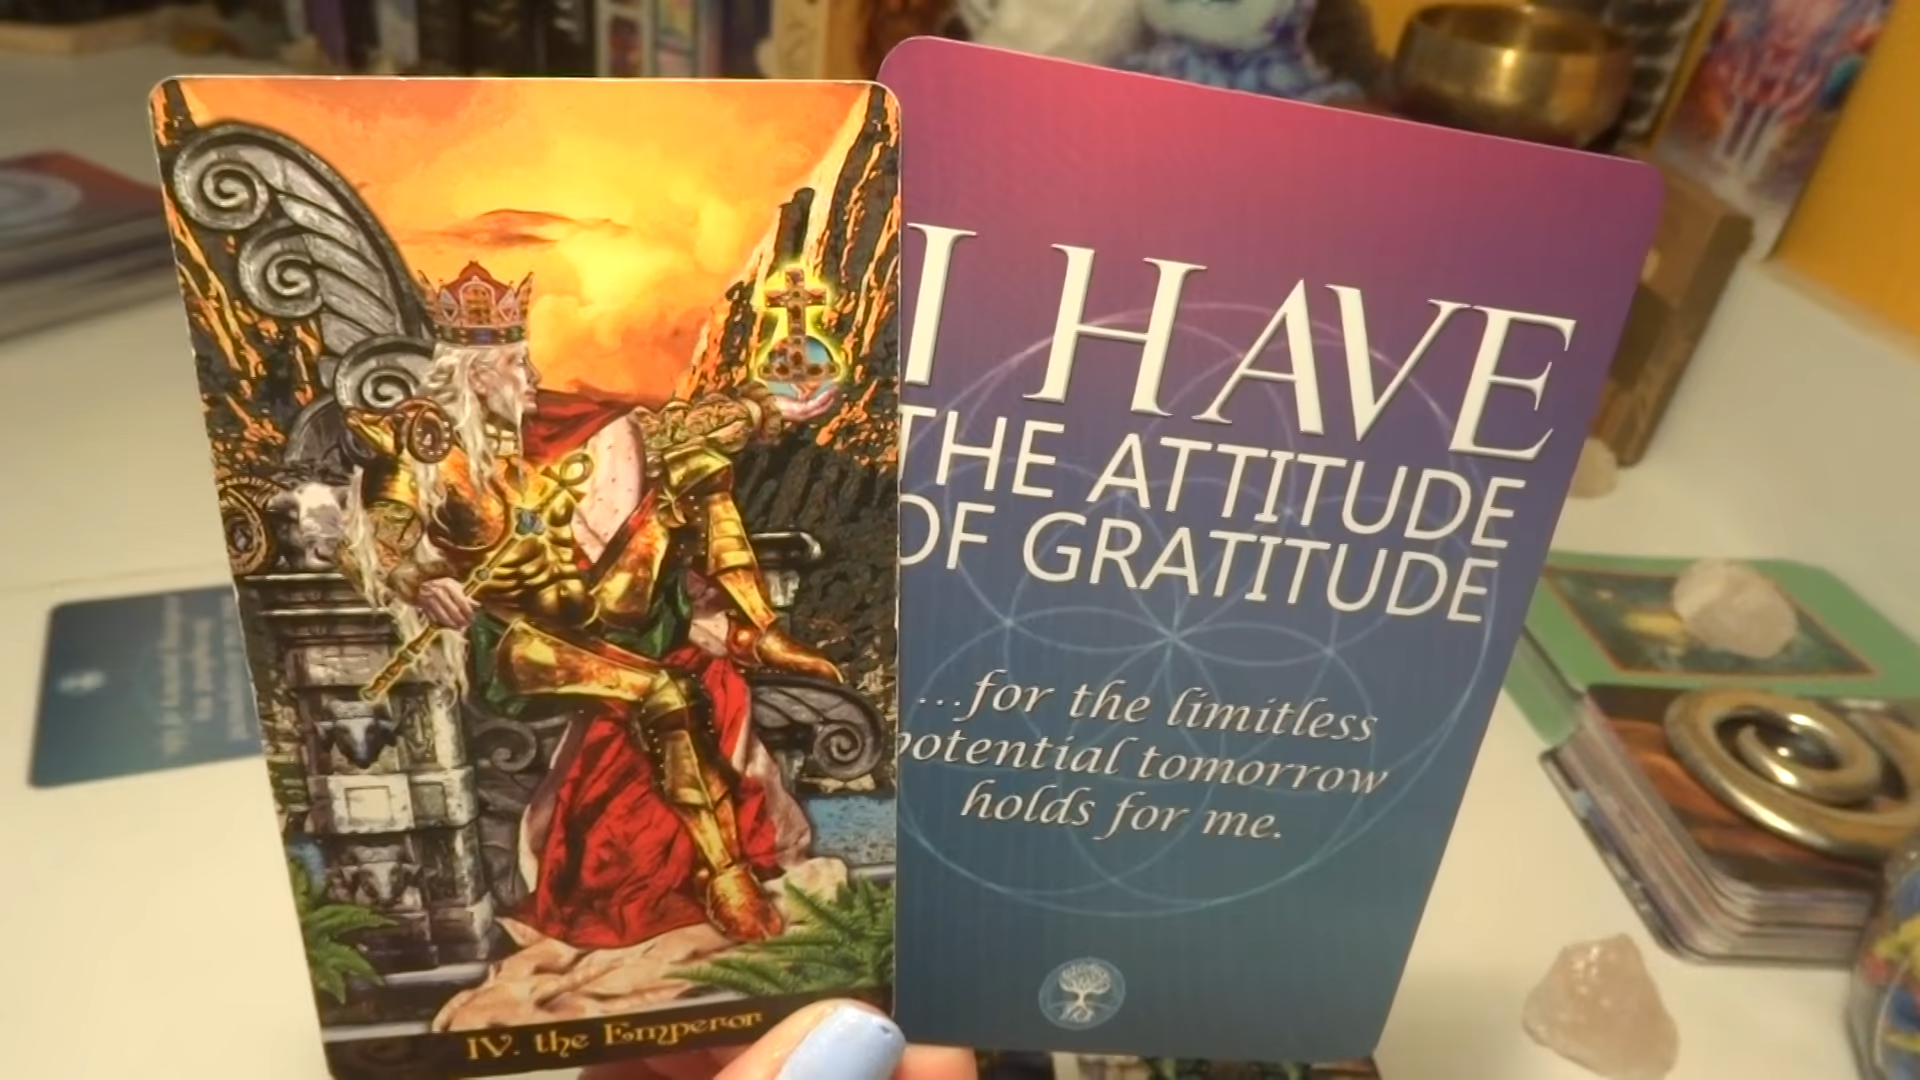 IV. the Emperor
I HAVE
THE ATTITUDE
OF GRATITUDE
...for the limitless
potential tomorrow
holds for me.